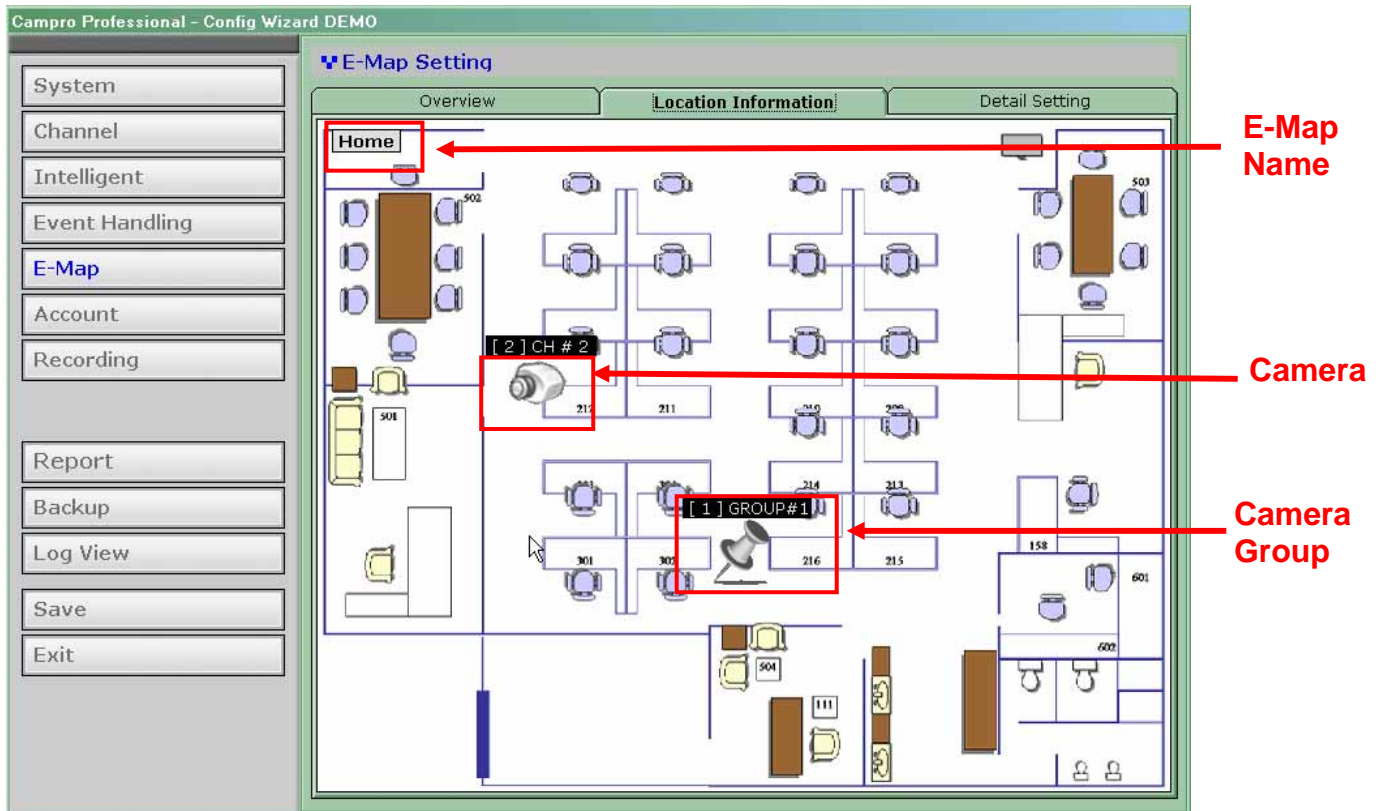 Campro Professional - Config Wizard DEMO
System
Channel
Intelligent
Event Handling
E-Map
Account
Recording
Report
Backup
Log View
Save
Exit
E-Map Setting
Overview
Location Information
Detail Setting
Home
E-Map
Name
502
503
[ 2 ] CH # 2
Camera
501
212
211
[ 1 ] GROUP#1
214
213
Camera
Group
301
302
216
215
158
601
602
504
111